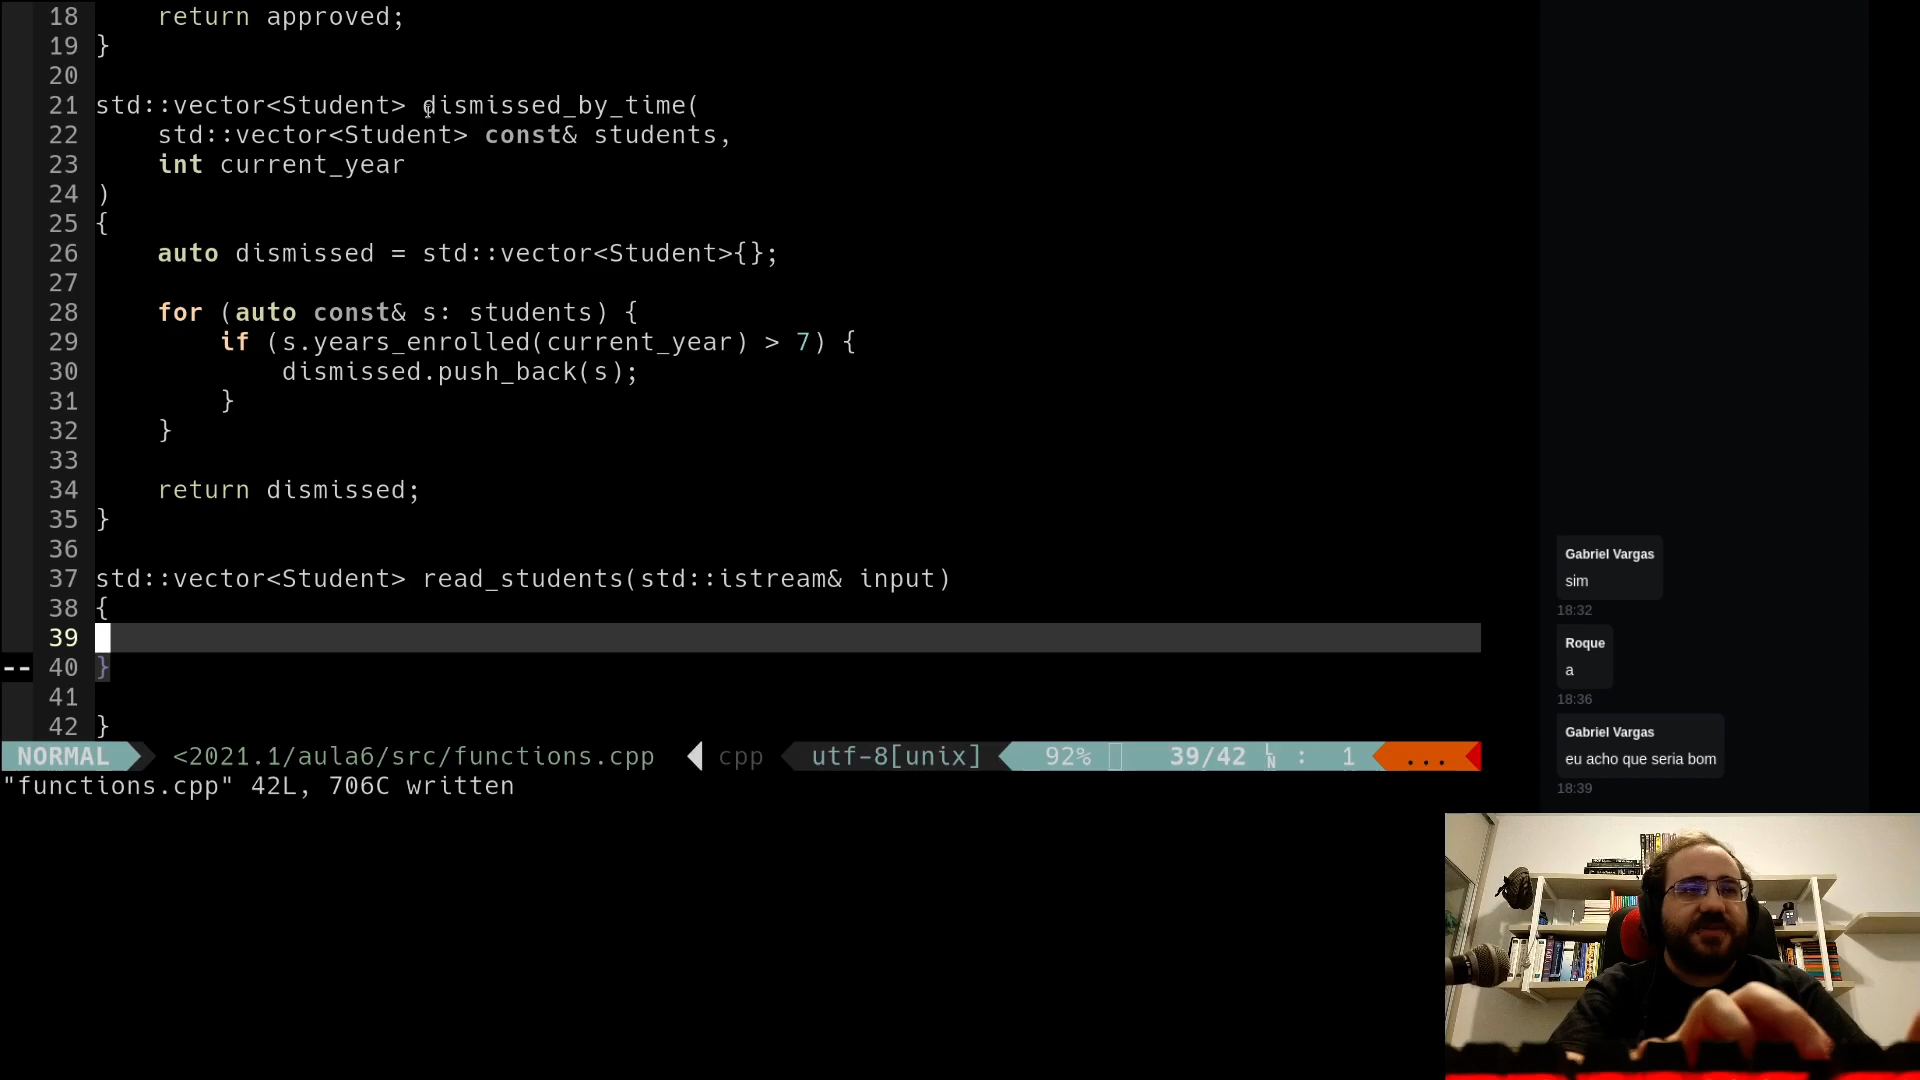 18     return approved;
19 }
20
21 std::vector<Student> dismissed_by_time(
22     std::vector<Student> const& students,
23     int current_year
24 )
25 {
26     auto dismissed = std::vector<Student>{};
27
28     for (auto const& s: students) {
29         if (s.years_enrolled(current_year) > 7) {
30             dismissed.push_back(s);
31         }
32     }
33
34     return dismissed;
35 }
36
37 std::vector<Student> read_students(std::istream& input)
38 {
39
-- 40 }
41
42 }
NORMAL <2021.1/aula6/src/functions.cpp cpp utf-8[unix] 92% 39/42 LN : 1 ...
"functions.cpp" 42L, 706C written
Gabriel Vargas
sim
18:32
Roque
a
18:36
Gabriel Vargas
eu acho que seria bom
18:39